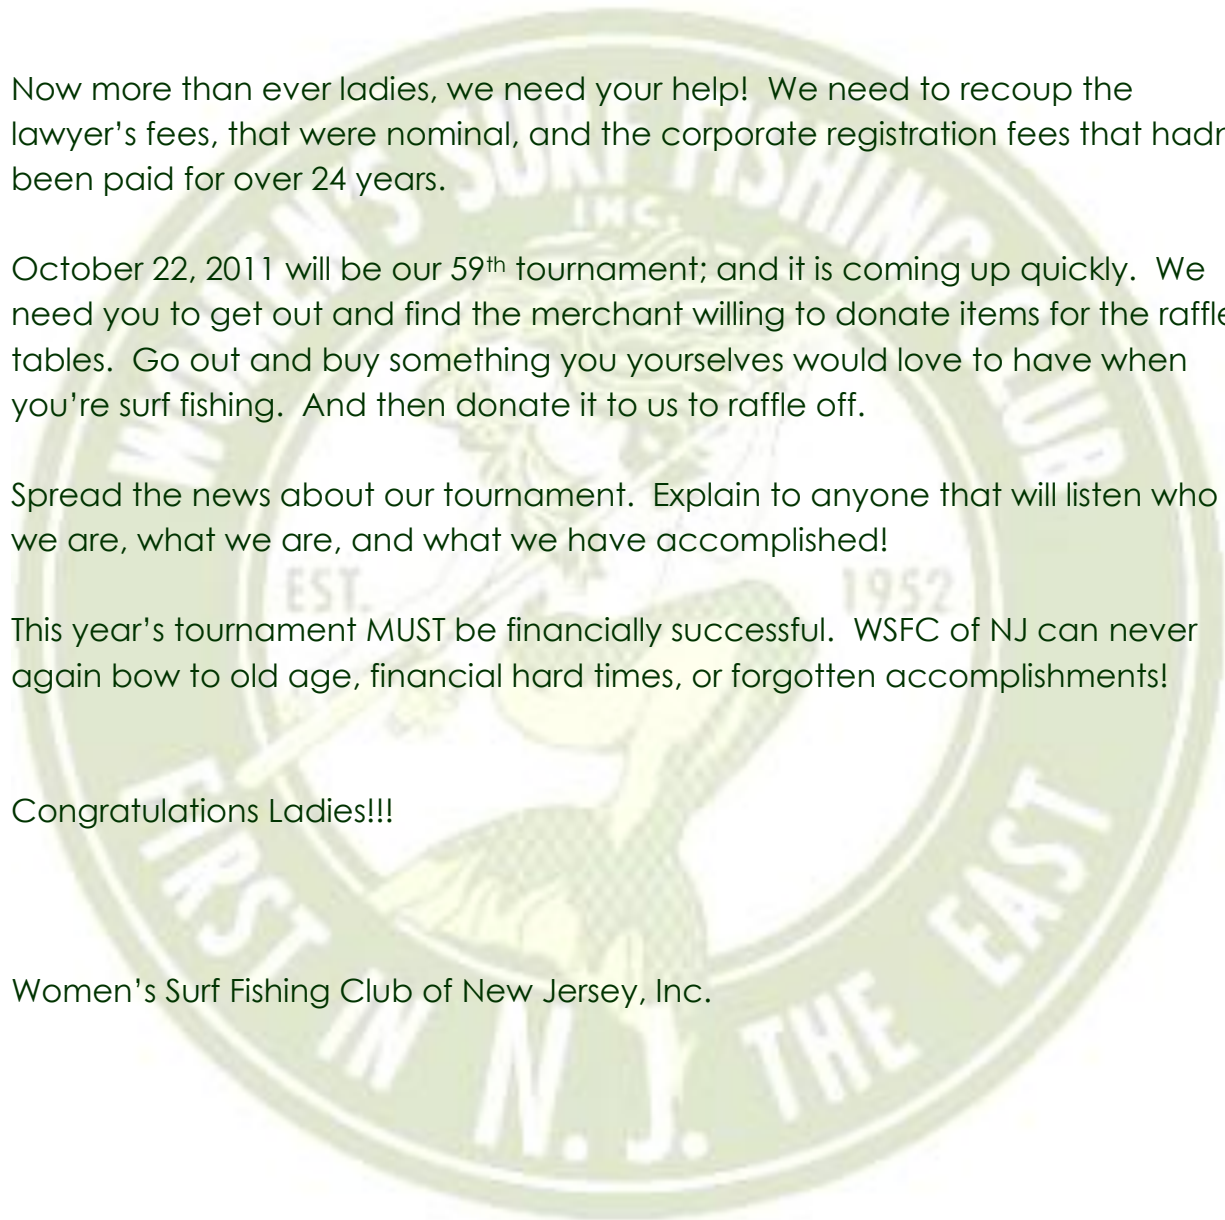 Now more than ever ladies, we need your help!  We need to recoup the
lawyer's fees, that were nominal, and the corporate registration fees that hadn
been paid for over 24 years.
October 22, 2011 will be our 59th tournament; and it is coming up quickly.  We
need you to get out and find the merchant willing to donate items for the raffle
tables.  Go out and buy something you yourselves would love to have when
you're surf fishing.  And then donate it to us to raffle off.
Spread the news about our tournament.  Explain to anyone that will listen who
we are, what we are, and what we have accomplished!
This year's tournament MUST be financially successful.  WSFC of NJ can never
again bow to old age, financial hard times, or forgotten accomplishments!
Congratulations Ladies!!!
Women's Surf Fishing Club of New Jersey, Inc.
WOMEN'S SURF FISHING CLUB
INC.
EST. 1952
FIRST IN N.J. THE EAST